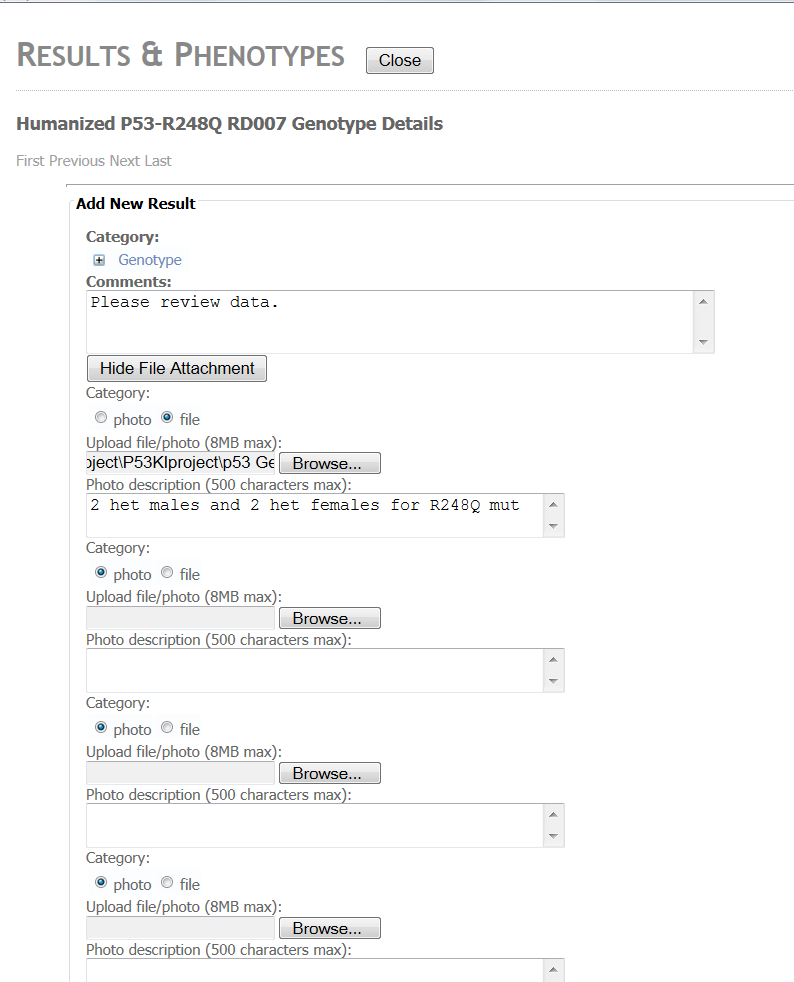 RESULTS & PHENOTYPES Close
Humanized P53-R248Q RD007 Genotype Details
First Previous Next Last
Add New Result
Category:
Genotype
Comments:
Please review data.
Hide File Attachment
Category:
photo file
Upload file/photo (8MB max):
oject\P53KIproject\p53 Ge Browse...
Photo description (500 characters max):
2 het males and 2 het females for R248Q mut
Category:
photo file
Upload file/photo (8MB max):
Browse...
Photo description (500 characters max):
Category:
photo file
Upload file/photo (8MB max):
Browse...
Photo description (500 characters max):
Category:
photo file
Upload file/photo (8MB max):
Browse...
Photo description (500 characters max):